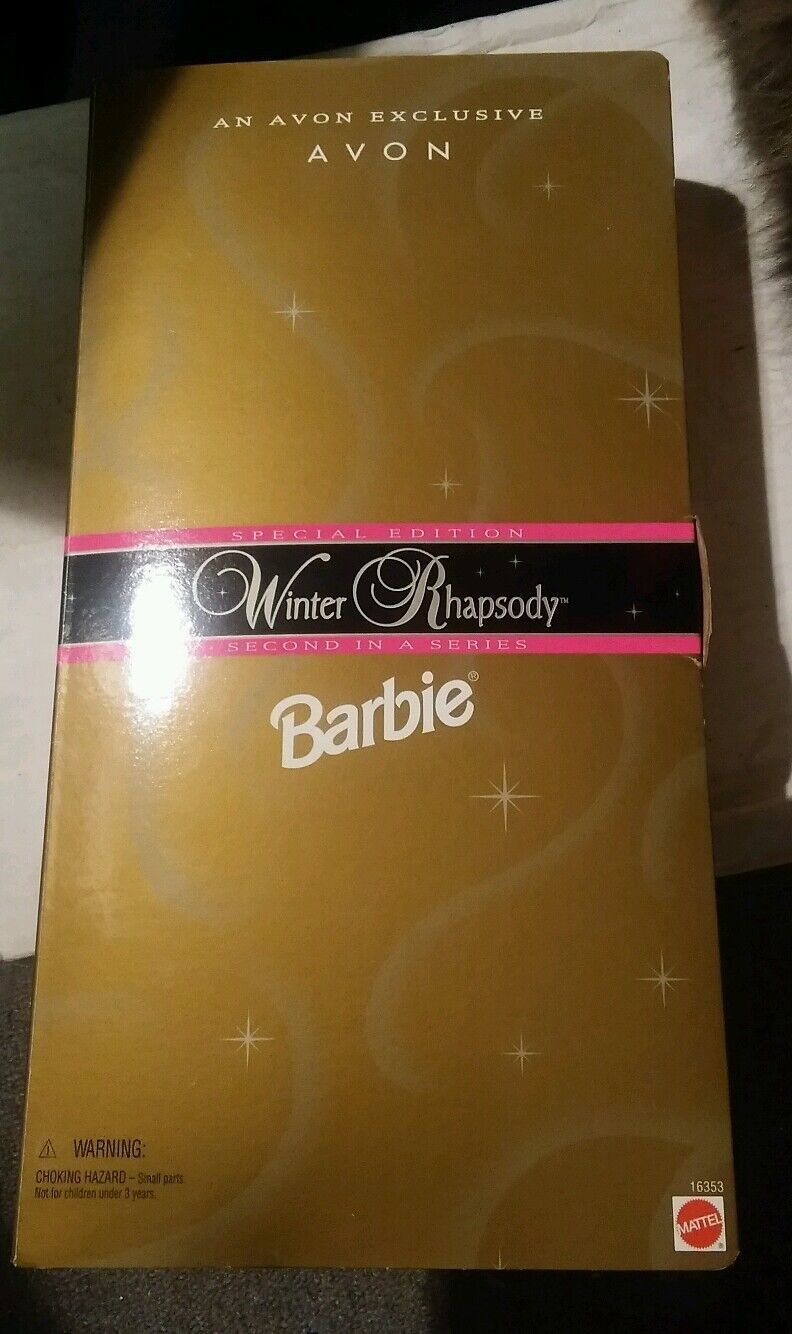 AN AVON EXCLUSIVE
AVON
SPECIAL EDITION
Winter Rhapsody™
SECOND IN A SERIES
Barbie®
⚠ WARNING:
CHOKING HAZARD – Small parts.
Not for children under 3 years.
16353
MATTEL®